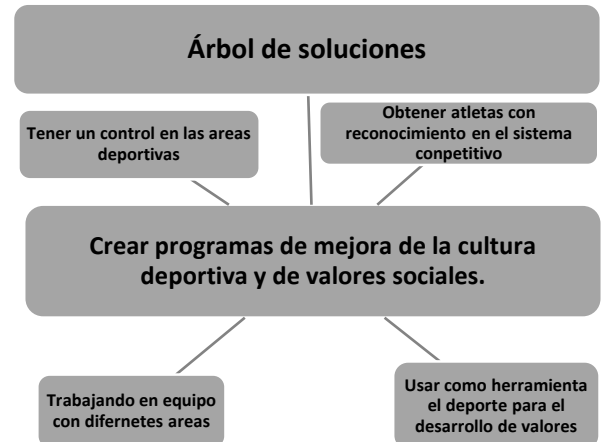 Árbol de soluciones
Tener un control en las areas
deportivas
Obtener atletas con
reconocimiento en el sistema
conpetitivo
Crear programas de mejora de la cultura
deportiva y de valores sociales.
Trabajando en equipo
con difernetes areas
Usar como herramienta
el deporte para el
desarrollo de valores